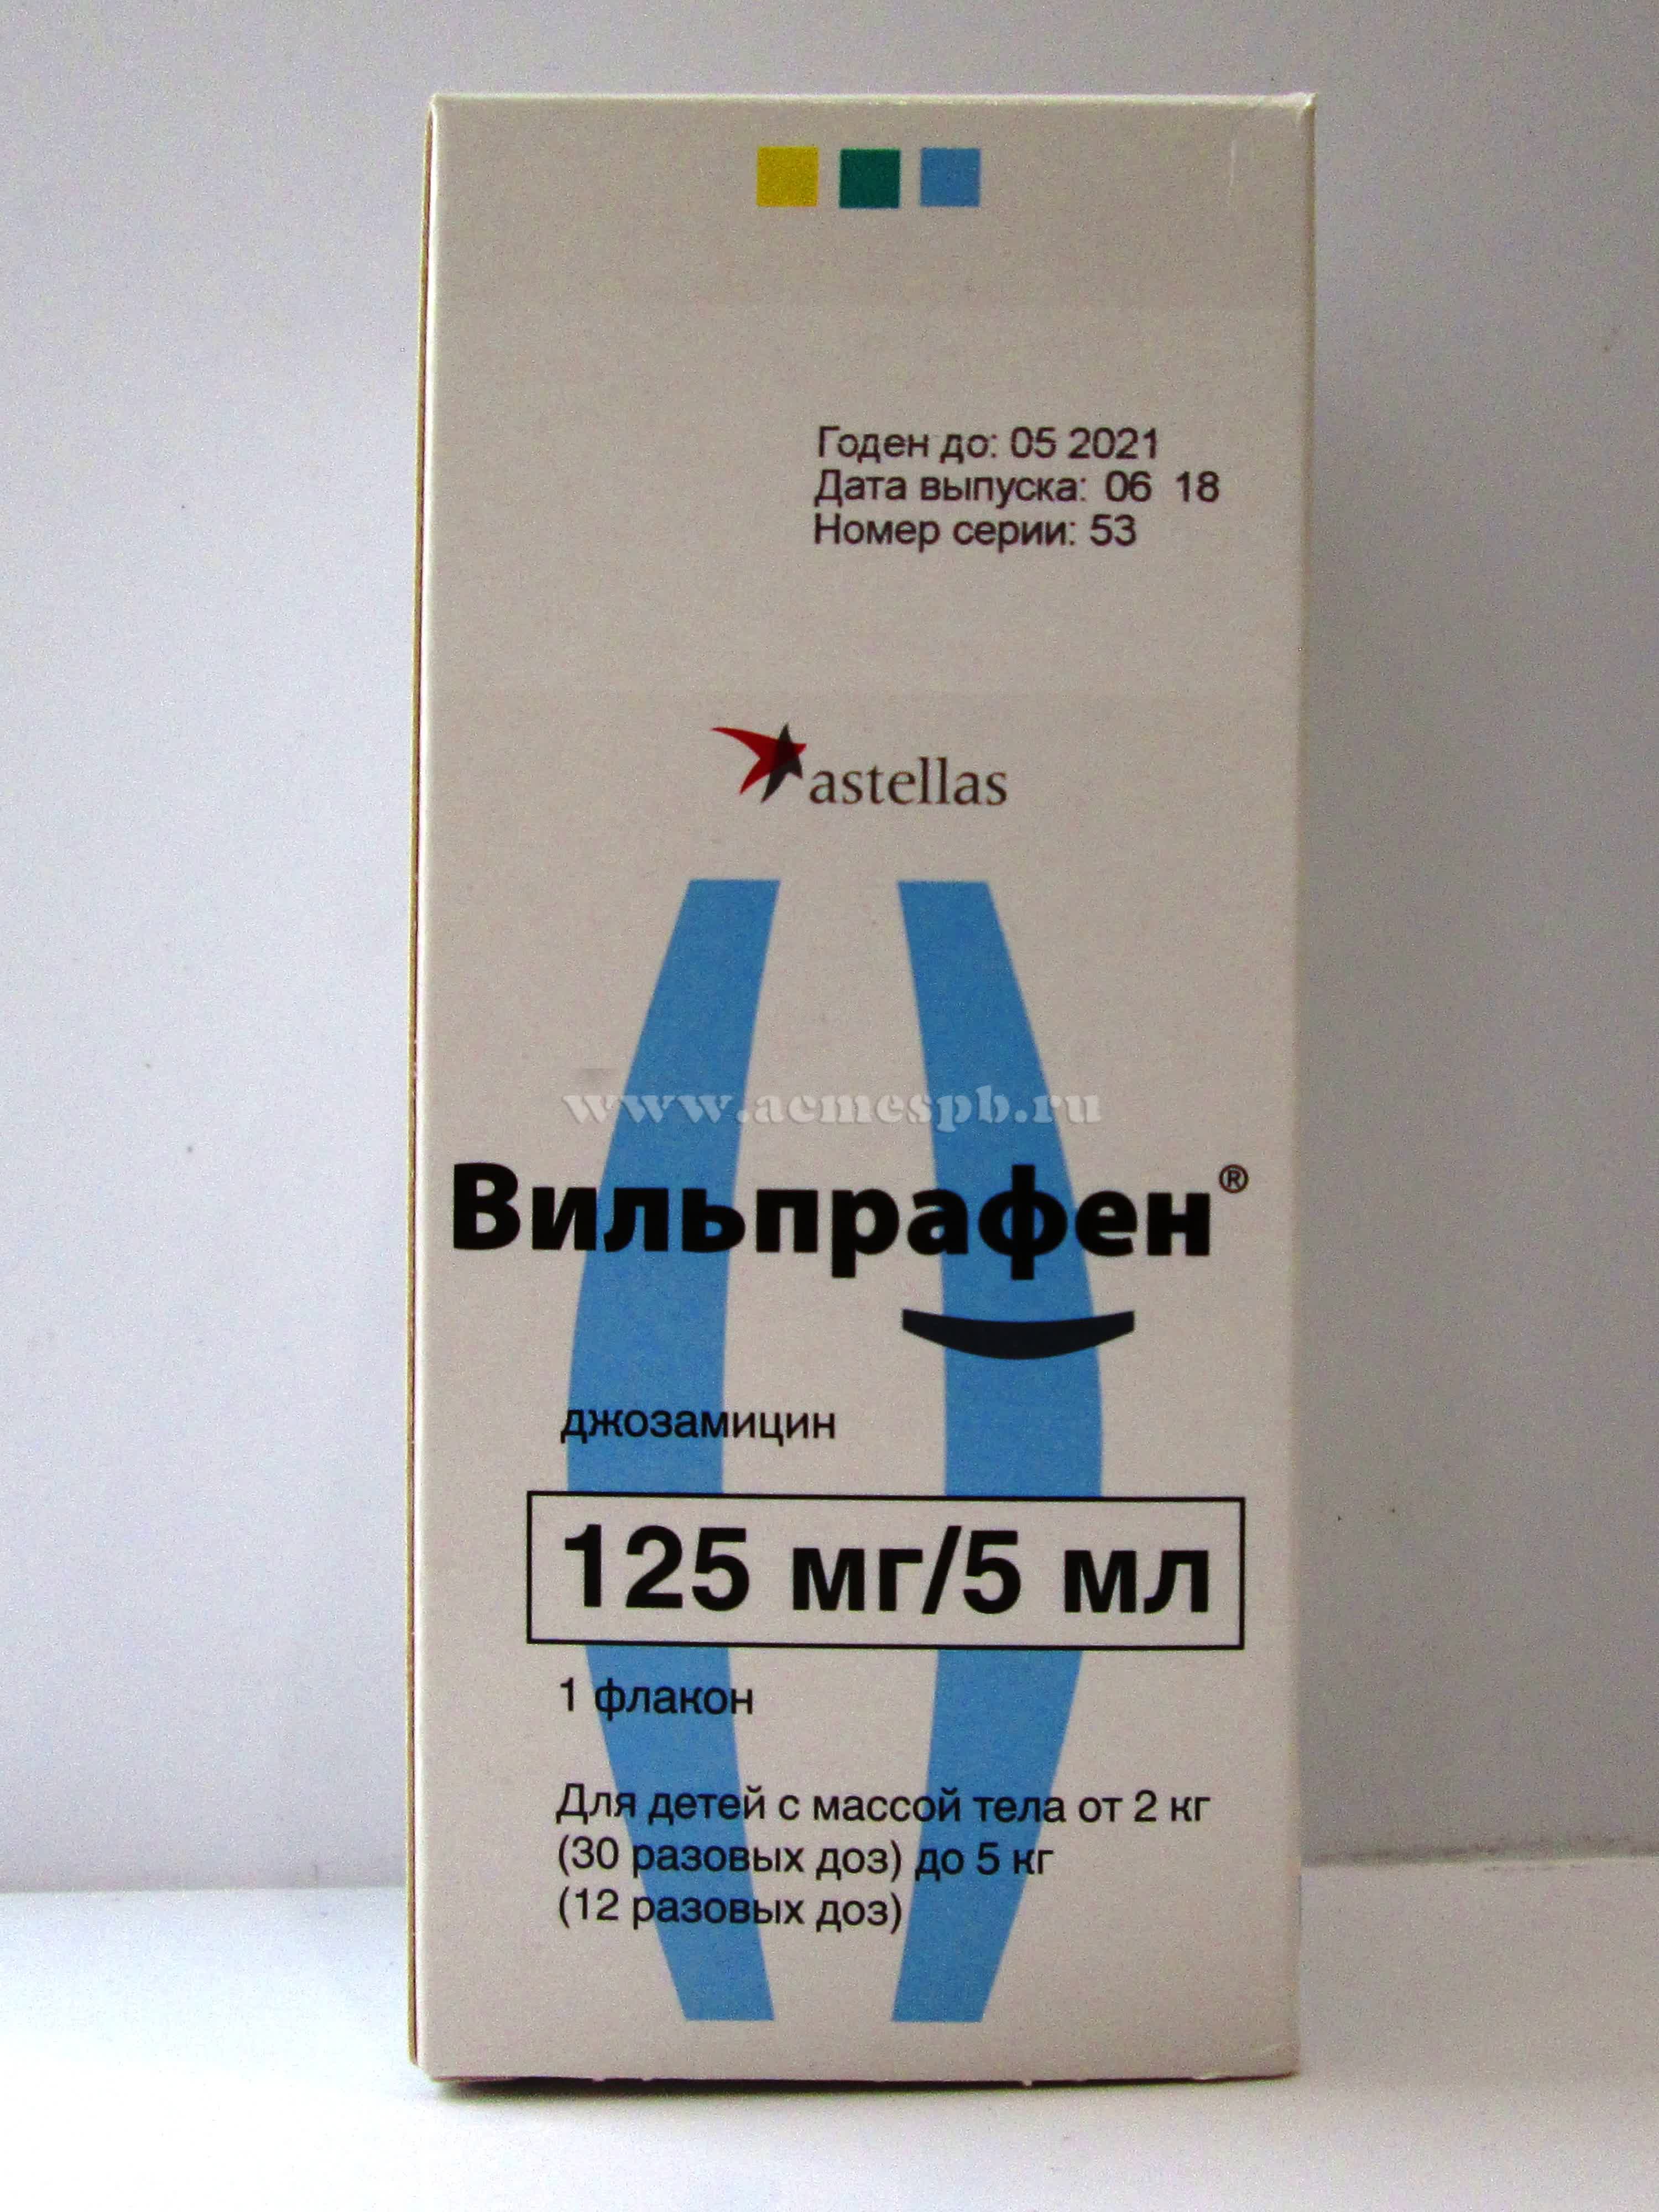 Годен до: 05 2021
Дата выпуска: 06 18
Номер серии: 53
astellas
www.acmespb.ru
Вильпрафен®
джозамицин
125 мг/5 мл
1 флакон
Для детей с массой тела от 2 кг
(30 разовых доз) до 5 кг
(12 разовых доз)